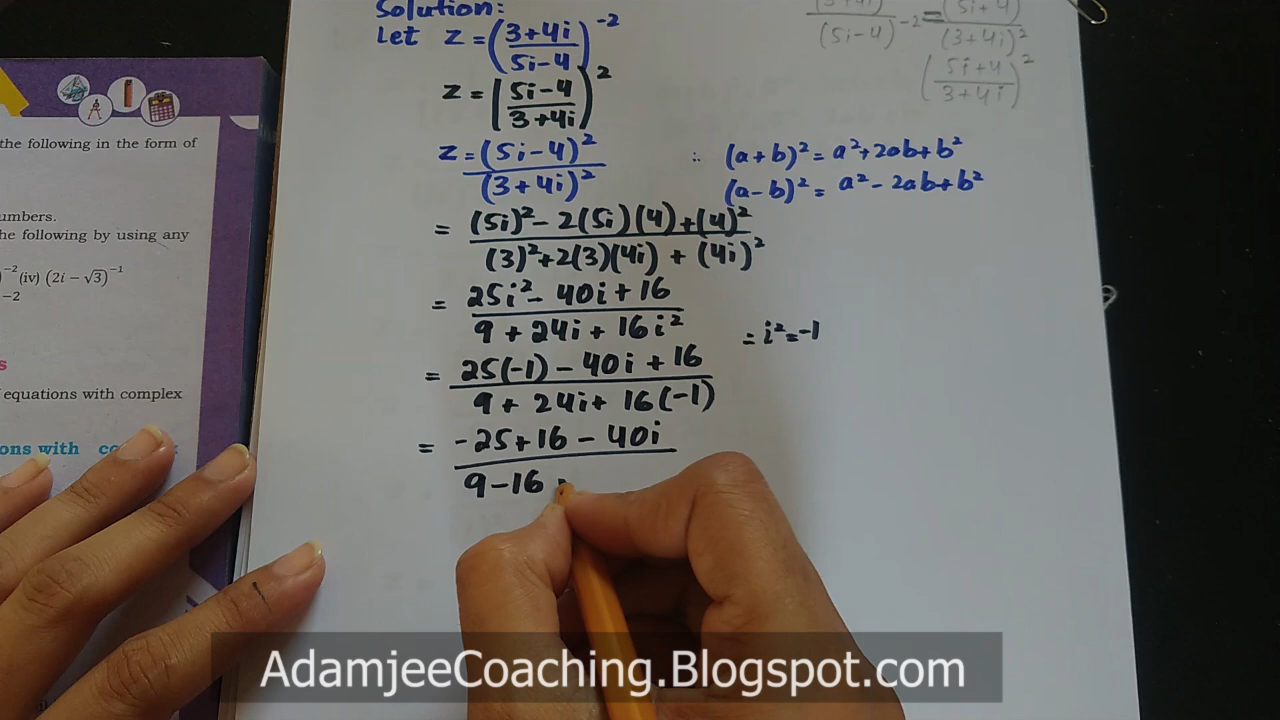 Solution:
Let z = (3+4i / 5i-4)^-2
z = (5i-4 / 3+4i)^2
z = (5i-4)^2 / (3+4i)^2
∴ (a+b)^2 = a^2+2ab+b^2
(a-b)^2 = a^2-2ab+b^2
= (5i)^2 - 2(5i)(4) + (4)^2 / (3)^2+2(3)(4i) + (4i)^2
= 25i^2 - 40i + 16 / 9 + 24i + 16i^2
= i^2 = -1
= 25(-1) - 40i + 16 / 9 + 24i + 16(-1)
= -25+16 - 40i / 9-16
(5i-4)^-2 = (5i+4) / (3+4i)^2
(5i+4 / 3+4i)^2
the following in the form of
umbers.
he following by using any
^-2 (iv) (2i - √3)^-1
-2
s
equations with complex
ons with
AdamjeeCoaching.Blogspot.com